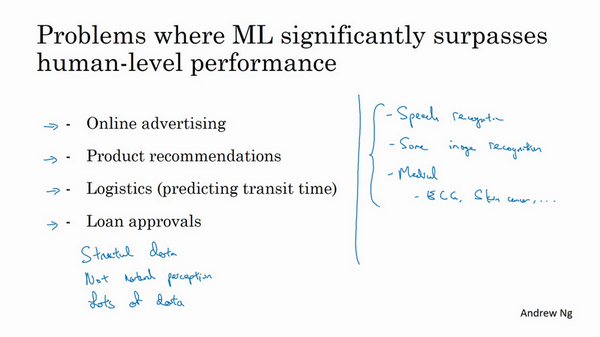 Problems where ML significantly surpasses
human-level performance
- Online advertising
- Product recommendations
- Logistics (predicting transit time)
- Loan approvals
Structural data
Not natural perception
Lots of data
- Speech recognition
- Some image recognition
- Medical
- ECG, Skin cancer, ...
Andrew Ng